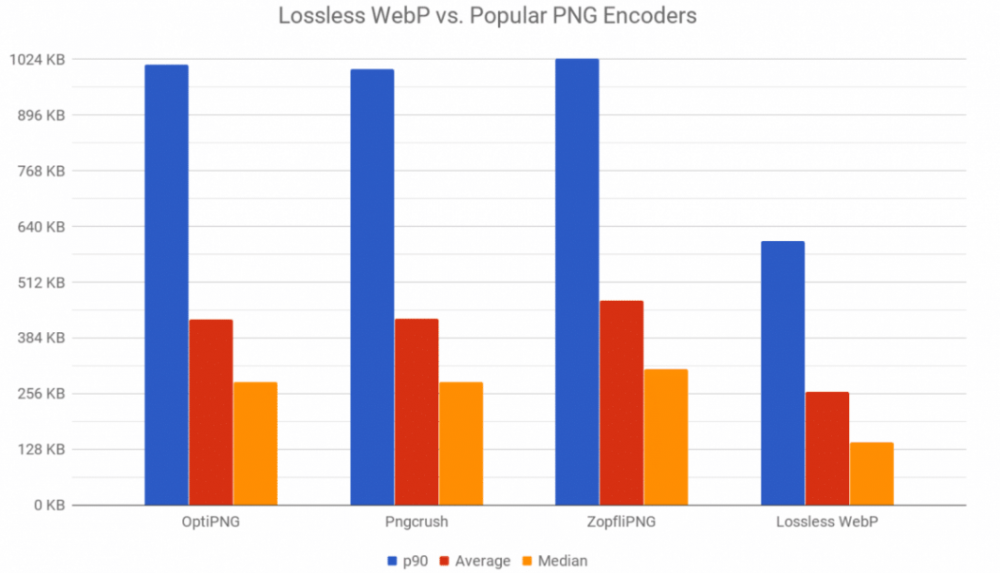 Lossless WebP vs. Popular PNG Encoders
1024 KB
896 KB
768 KB
640 KB
512 KB
384 KB
256 KB
128 KB
0 KB
OptiPNG Pngcrush ZopfliPNG Lossless WebP
p90 Average Median